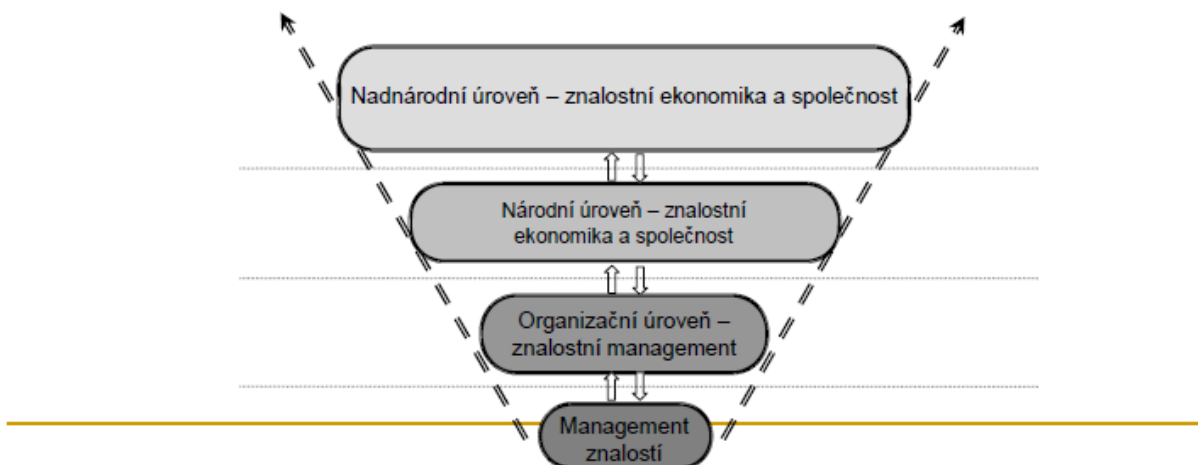 Nadnárodní úroveň – znalostní ekonomika a společnost
Národní úroveň – znalostní
ekonomika a společnost
Organizační úroveň –
znalostní management
Management
znalostí